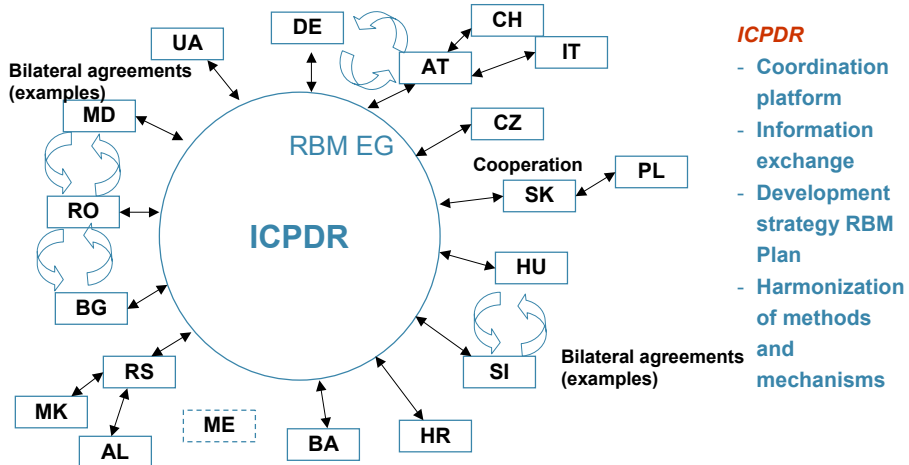 DE
CH
UA
IT
AT
Bilateral agreements
(examples)
MD
CZ
RBM EG
Cooperation
PL
SK
RO
ICPDR
HU
BG
Bilateral agreements
(examples)
SI
RS
MK
ME
AL
BA
HR
ICPDR
- Coordination
platform
- Information
exchange
- Development
strategy RBM
Plan
- Harmonization
of methods
and
mechanisms